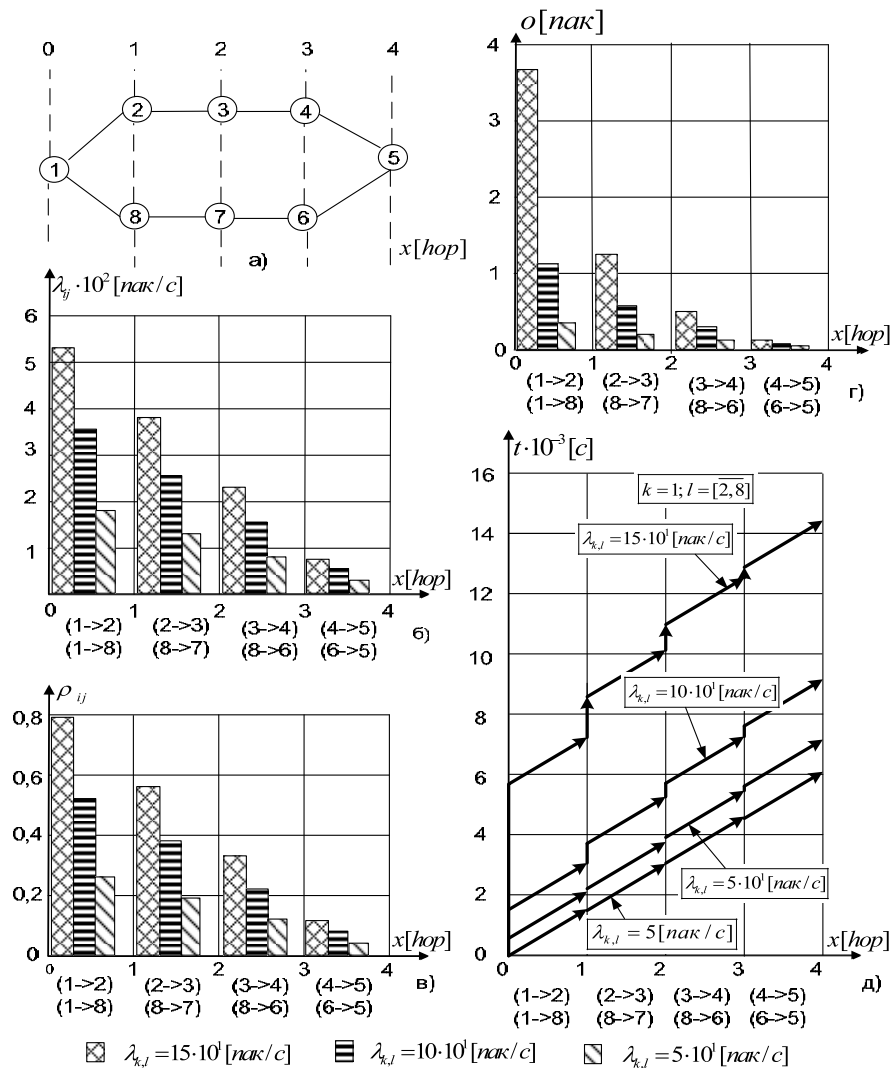 0 1 2 3 4
2 3 4
1 5
8 7 6
x[hop]
а)
λij·10² [пак/с]
6
5
4
3
2
1
0 1 2 3 4
x[hop]
(1->2) (2->3) (3->4) (4->5)
(1->8) (8->7) (8->6) (6->5)
б)
ρ ij
0,8
0,6
0,4
0,2
0
0 1 2 3 4
x[hop]
(1->2) (2->3) (3->4) (4->5)
(1->8) (8->7) (8->6) (6->5)
в)
o[пак]
4
3
2
1
0
0 1 2 3 4
x[hop]
(1->2) (2->3) (3->4) (4->5)
(1->8) (8->7) (8->6) (6->5)
г)
t·10⁻³ [с]
16
14
12
10
8
6
4
2
0
k=1; l=[2,8]
λk,l=15·10¹[пак/с]
λk,l=10·10¹[пак/с]
λk,l=5·10¹[пак/с]
λk,l=5[пак/с]
0 1 2 3 4
x[hop]
(1->2) (2->3) (3->4) (4->5)
(1->8) (8->7) (8->6) (6->5)
д)
λk,l=15·10¹[пак/с] λk,l=10·10¹[пак/с] λk,l=5·10¹[пак/с]